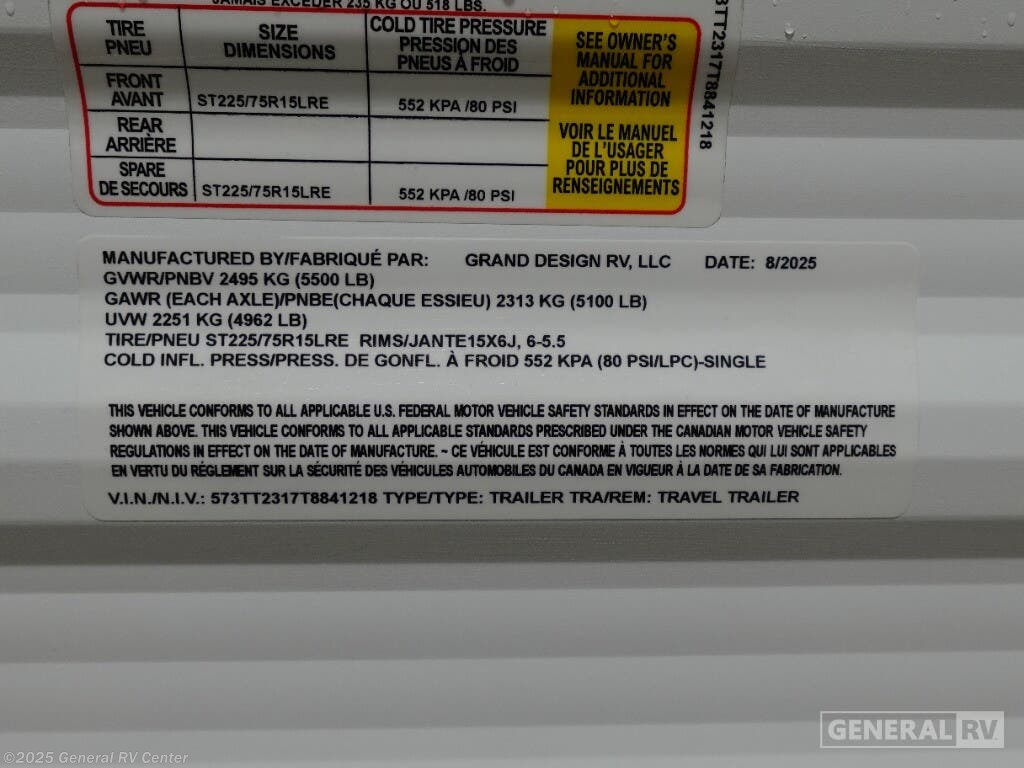 JAMAIS EXCÉDER 235 KG OU 518 LBS.
TIRE PNEU SIZE DIMENSIONS COLD TIRE PRESSURE PRESSION DES PNEUS À FROID
FRONT AVANT ST225/75R15LRE 552 KPA /80 PSI
REAR ARRIÈRE
SPARE DE SECOURS ST225/75R15LRE 552 KPA /80 PSI
SEE OWNER'S
MANUAL FOR
ADDITIONAL
INFORMATION
VOIR LE MANUEL
DE L'USAGER
POUR PLUS DE
RENSEIGNEMENTS
TT2317T8841218
MANUFACTURED BY/FABRIQUÉ PAR: GRAND DESIGN RV, LLC DATE: 8/2025
GVWR/PNBV 2495 KG (5500 LB)
GAWR (EACH AXLE)/PNBE(CHAQUE ESSIEU) 2313 KG (5100 LB)
UVW 2251 KG (4962 LB)
TIRE/PNEU ST225/75R15LRE RIMS/JANTE15X6J, 6-5.5
COLD INFL. PRESS/PRESS. DE GONFL. À FROID 552 KPA (80 PSI/LPC)-SINGLE
THIS VEHICLE CONFORMS TO ALL APPLICABLE U.S. FEDERAL MOTOR VEHICLE SAFETY STANDARDS IN EFFECT ON THE DATE OF MANUFACTURE
SHOWN ABOVE. THIS VEHICLE CONFORMS TO ALL APPLICABLE STANDARDS PRESCRIBED UNDER THE CANADIAN MOTOR VEHICLE SAFETY
REGULATIONS IN EFFECT ON THE DATE OF MANUFACTURE. ~ CE VÉHICULE EST CONFORME À TOUTES LES NORMES QUI LUI SONT APPLICABLES
EN VERTU DU RÉGLEMENT SUR LA SÉCURITÉ DES VÉHICULES AUTOMOBILES DU CANADA EN VIGUEUR À LA DATE DE SA FABRICATION.
V.I.N./N.I.V.: 573TT2317T8841218 TYPE/TYPE: TRAILER TRA/REM: TRAVEL TRAILER
GENERAL RV
©2025 General RV Center